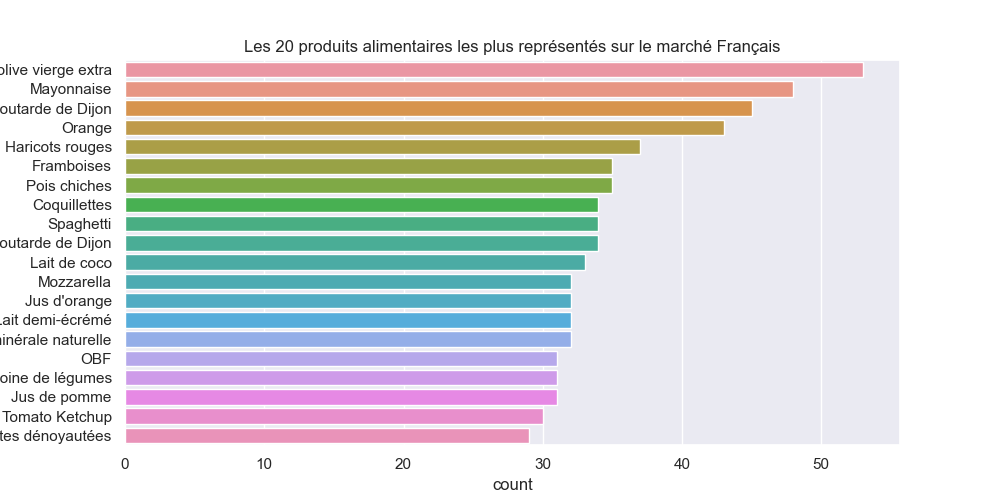 Les 20 produits alimentaires les plus représentés sur le marché Français
olive vierge extra
Mayonnaise
outarde de Dijon
Orange
Haricots rouges
Framboises
Pois chiches
Coquillettes
Spaghetti
outarde de Dijon
Lait de coco
Mozzarella
Jus d'orange
Lait demi-écrémé
inérale naturelle
OBF
oine de légumes
Jus de pomme
Tomato Ketchup
tes dénoyautées
0 10 20 30 40 50
count